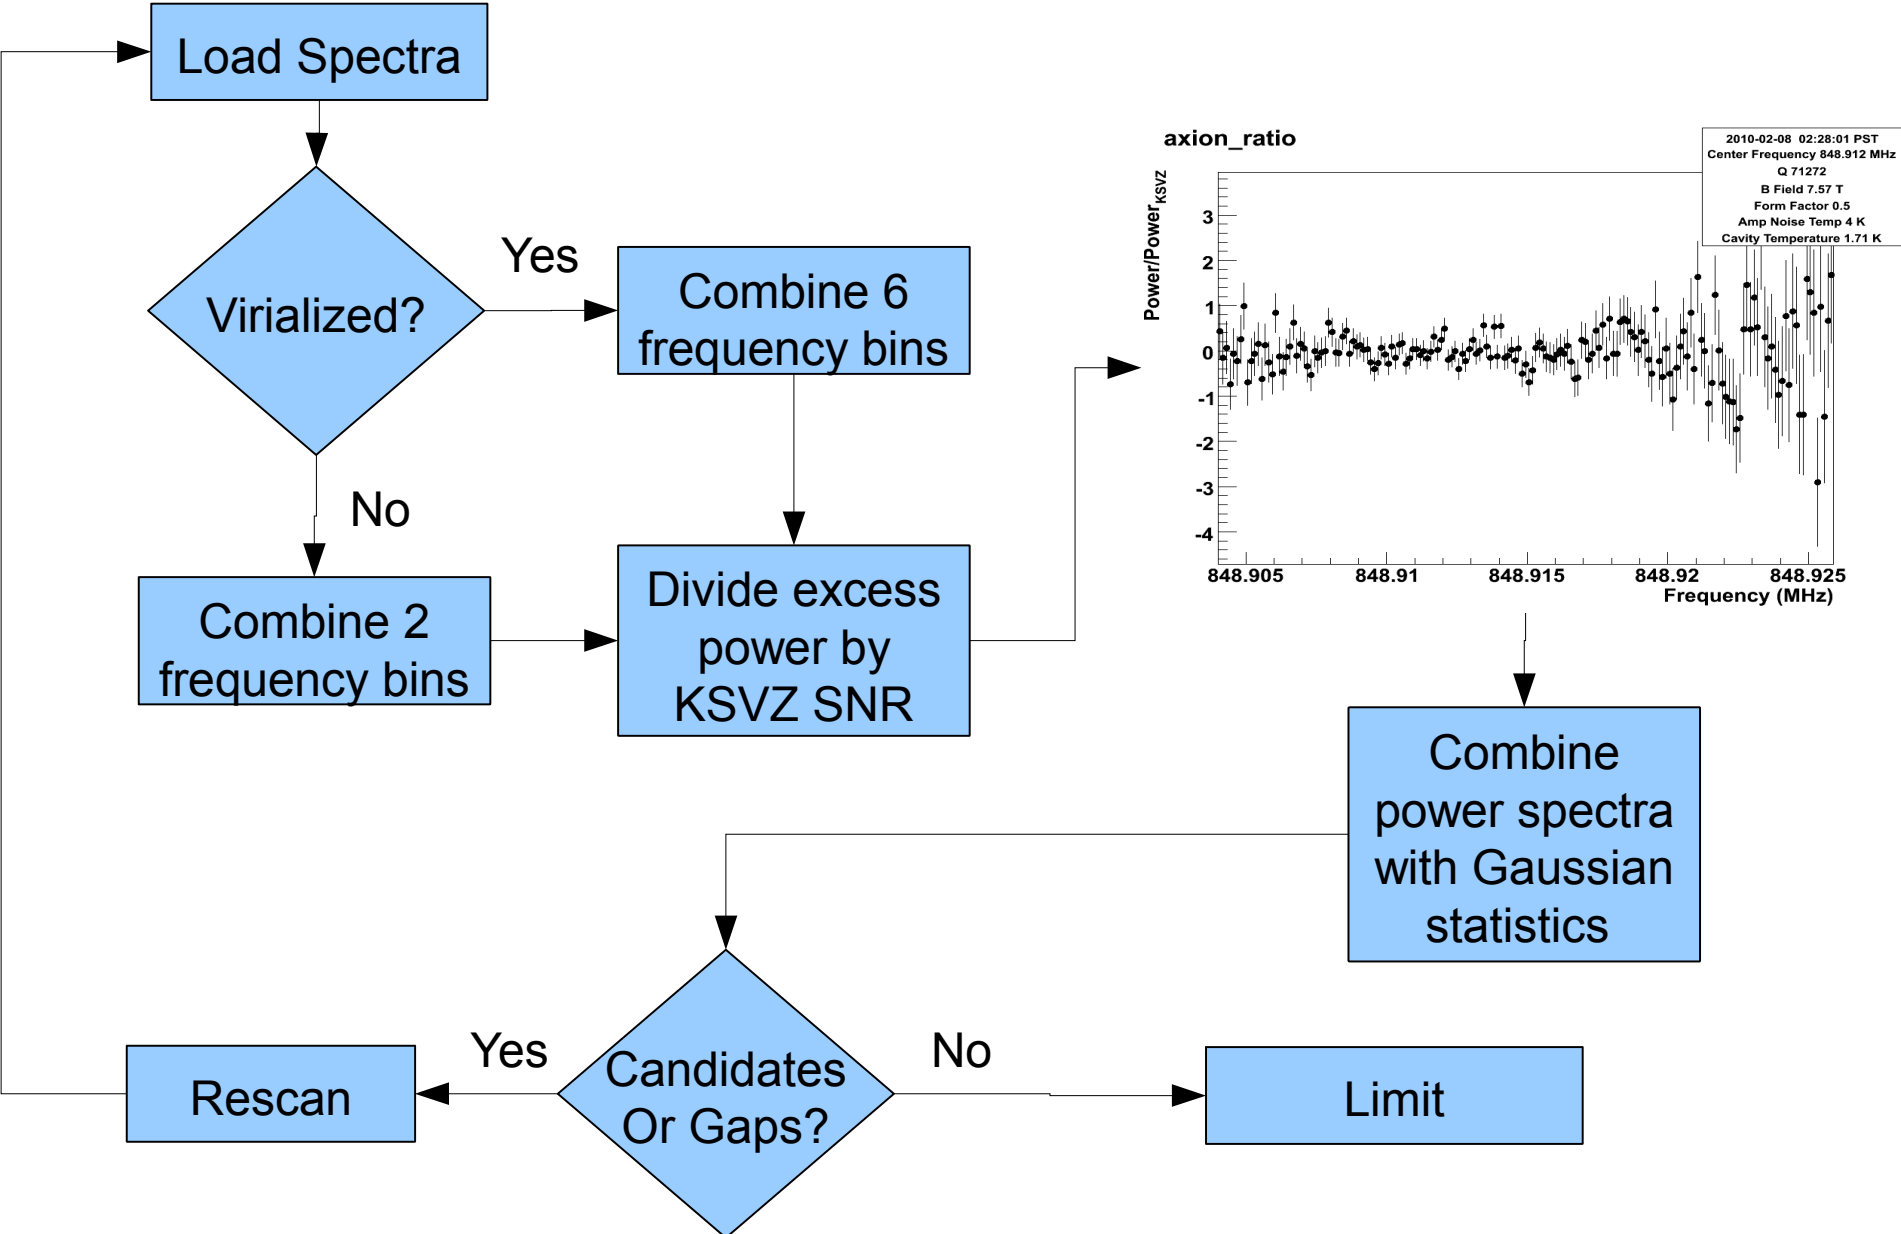 Load Spectra
Virialized?
Yes
Combine 6
frequency bins
No
Combine 2
frequency bins
Divide excess
power by
KSVZ SNR
axion_ratio
2010-02-08 02:28:01 PST
Center Frequency 848.912 MHz
Q 71272
B Field 7.57 T
Form Factor 0.5
Amp Noise Temp 4 K
Cavity Temperature 1.71 K
Power/Power_KSVZ
3
2
1
0
-1
-2
-3
-4
848.905 848.91 848.915 848.92 848.925
Frequency (MHz)
Combine
power spectra
with Gaussian
statistics
Candidates
Or Gaps?
Yes
Rescan
No
Limit